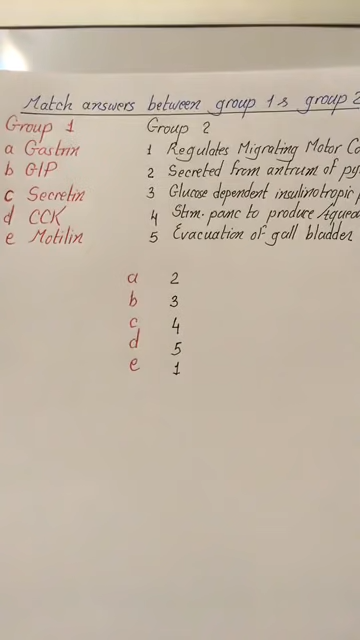 Match answers between group 1 & group 2
Group 1 Group 2
a Gastrin 1 Regulates Migrating Motor Co
b GIP 2 Secreted from antrum of py
c Secretin 3 Glucose dependent insulinotropic p
d CCK 4 Stm. panc to produce Aqueo
e Motilin 5 Evacuation of gall bladder
a 2
b 3
c 4
d 5
e 1